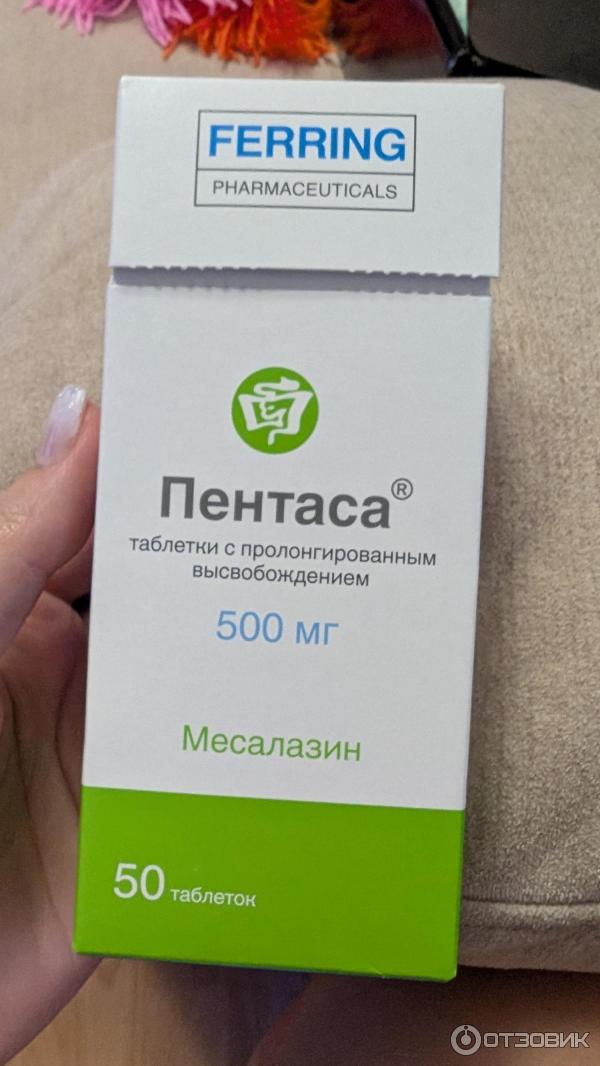 FERRING
PHARMACEUTICALS
Пентаса®
таблетки с пролонгированным
высвобождением
500 мг
Месалазин
50 таблеток
ОТЗОВИК